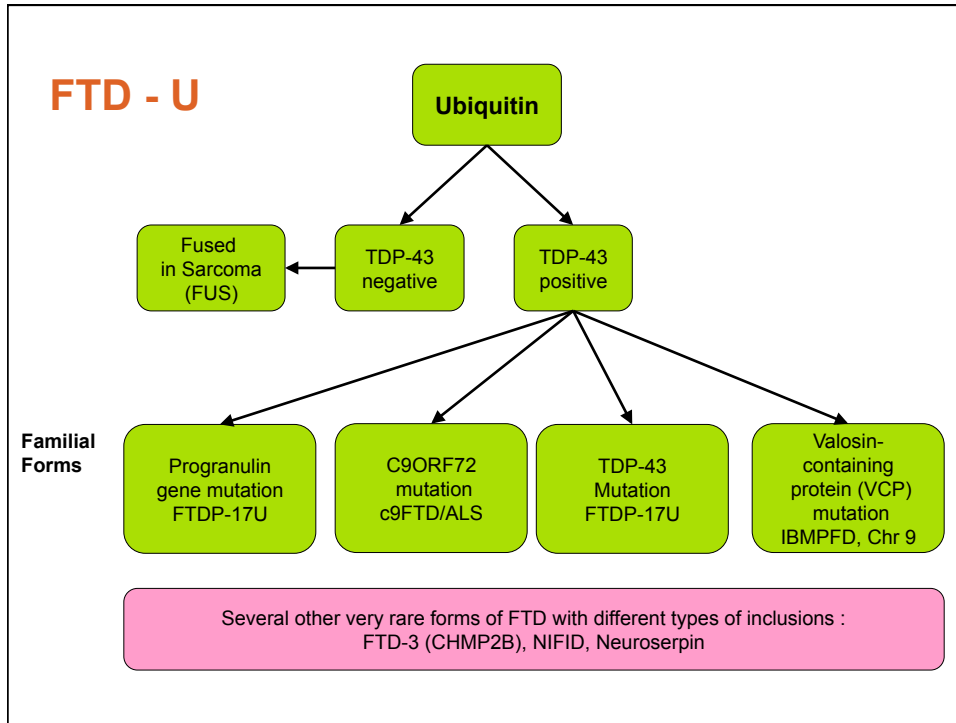 FTD - U
Ubiquitin
Fused
in Sarcoma
(FUS)
TDP-43
negative
TDP-43
positive
Familial
Forms
Progranulin
gene mutation
FTDP-17U
C9ORF72
mutation
c9FTD/ALS
TDP-43
Mutation
FTDP-17U
Valosin-
containing
protein (VCP)
mutation
IBMPFD, Chr 9
Several other very rare forms of FTD with different types of inclusions :
FTD-3 (CHMP2B), NIFID, Neuroserpin